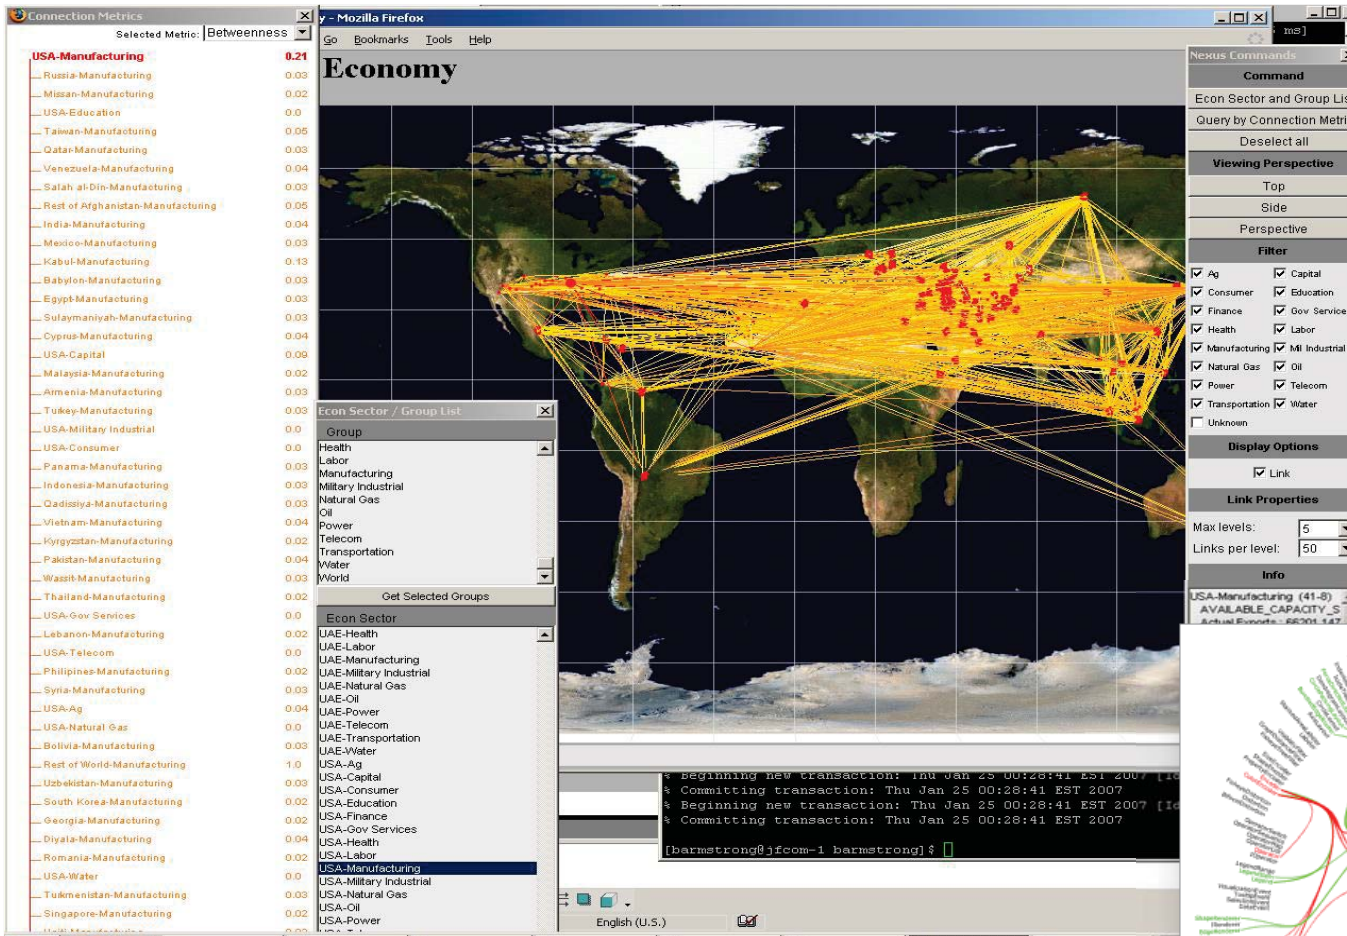 Connection Metrics
Selected Metric: Betweenness
USA-Manufacturing 0.21
Russia-Manufacturing 0.03
Missan-Manufacturing 0.02
USA-Education 0.0
Taiwan-Manufacturing 0.05
Qatar-Manufacturing 0.03
Venezuela-Manufacturing 0.04
Salah al-Din-Manufacturing 0.03
Rest of Afghanistan-Manufacturing 0.05
India-Manufacturing 0.04
Mexico-Manufacturing 0.03
Kabul-Manufacturing 0.13
Babylon-Manufacturing 0.03
Egypt-Manufacturing 0.03
Sulaymaniyah-Manufacturing 0.03
Cyprus-Manufacturing 0.04
USA-Capital 0.09
Malaysia-Manufacturing 0.02
Armenia-Manufacturing 0.03
Turkey-Manufacturing 0.03
USA-Military Industrial 0.0
USA-Consumer 0.0
Panama-Manufacturing 0.03
Indonesia-Manufacturing 0.03
Qadissiya-Manufacturing 0.03
Vietnam-Manufacturing 0.04
Kyrgyzstan-Manufacturing 0.02
Pakistan-Manufacturing 0.04
Wassit-Manufacturing 0.03
Thailand-Manufacturing 0.02
USA-Gov Services 0.0
Lebanon-Manufacturing 0.02
USA-Telecom 0.0
Philipines-Manufacturing 0.02
Syria-Manufacturing 0.03
USA-Ag 0.04
USA-Natural Gas 0.0
Bolivia-Manufacturing 0.03
Rest of World-Manufacturing 1.0
Uzbekistan-Manufacturing 0.03
South Korea-Manufacturing 0.02
Georgia-Manufacturing 0.02
Diyala-Manufacturing 0.04
Romania-Manufacturing 0.02
USA-Water 0.0
Turkmenistan-Manufacturing 0.03
Singapore-Manufacturing 0.02
y - Mozilla Firefox
Go Bookmarks Tools Help
Economy
Econ Sector / Group List
Group
Health
Labor
Manufacturing
Military Industrial
Natural Gas
Oil
Power
Telecom
Transportation
Water
World
Get Selected Groups
Econ Sector
UAE-Health
UAE-Labor
UAE-Manufacturing
UAE-Military Industrial
UAE-Natural Gas
UAE-Oil
UAE-Power
UAE-Telecom
UAE-Transportation
UAE-Water
USA-Ag
USA-Capital
USA-Consumer
USA-Education
USA-Finance
USA-Gov Services
USA-Health
USA-Labor
USA-Manufacturing
USA-Military Industrial
USA-Natural Gas
USA-Oil
USA-Power
% Beginning new transaction: Thu Jan 25 00:28:41 EST 2007 [Id
% Committing transaction: Thu Jan 25 00:28:41 EST 2007
% Beginning new transaction: Thu Jan 25 00:28:41 EST 2007 [Id
% Committing transaction: Thu Jan 25 00:28:41 EST 2007
[barmstrong@jfcom-1 barmstrong]$
English (U.S.)
ms]
Nexus Commands
Command
Econ Sector and Group Lis
Query by Connection Metri
Deselect all
Viewing Perspective
Top
Side
Perspective
Filter
Ag Capital
Consumer Education
Finance Gov Service
Health Labor
Manufacturing Mil Industrial
Natural Gas Oil
Power Telecom
Transportation Water
Unknown
Display Options
Link
Link Properties
Max levels: 5
Links per level: 50
Info
USA-Manufacturing (41-8)
AVAILABLE_CAPACITY_S
Actual Exports : 66201.147